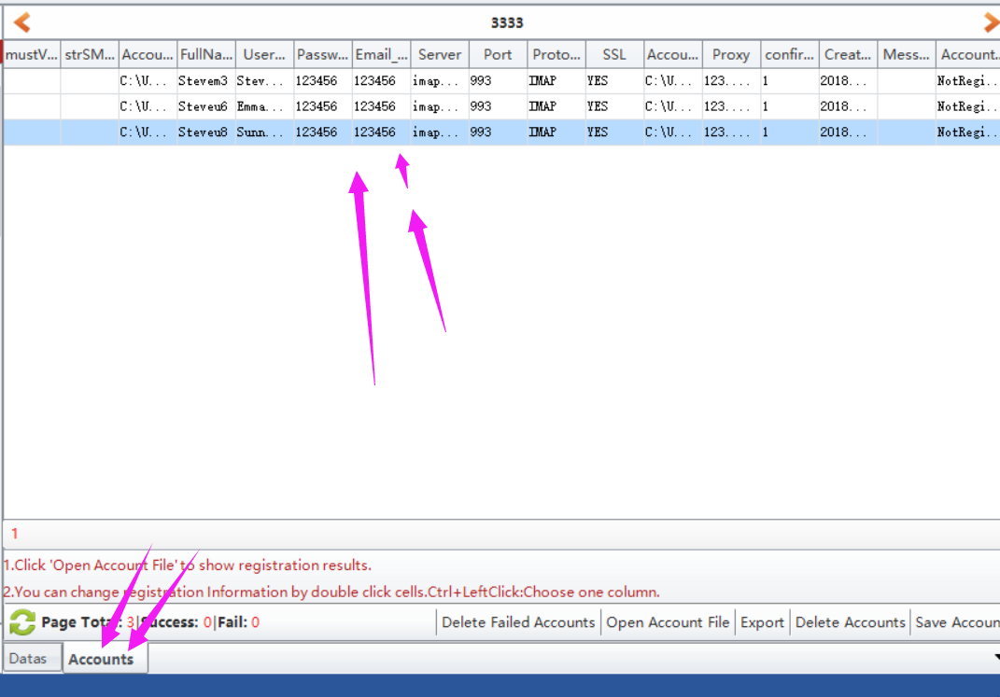 3333
mustV... strSM... Accou... FullNa... User... Passw... Email_... Server Port Proto... SSL Accou... Proxy confir... Creat... Mess... Account...
C:\U... Stevem3 Stev... 123456 123456 imap... 993 IMAP YES C:\U... 123.... 1 2018... NotRegi...
C:\U... Steveu6 Emma... 123456 123456 imap... 993 IMAP YES C:\U... 123.... 1 2018... NotRegi...
C:\U... Steveu8 Sunn... 123456 123456 imap... 993 IMAP YES C:\U... 123.... 1 2018... NotRegi...
1
1.Click 'Open Account File' to show registration results.
2.You can change registration Information by double click cells.Ctrl+LeftClick:Choose one column.
Page Total: 3|Success: 0|Fail: 0 Delete Failed Accounts Open Account File Export Delete Accounts Save Accoun
Datas Accounts